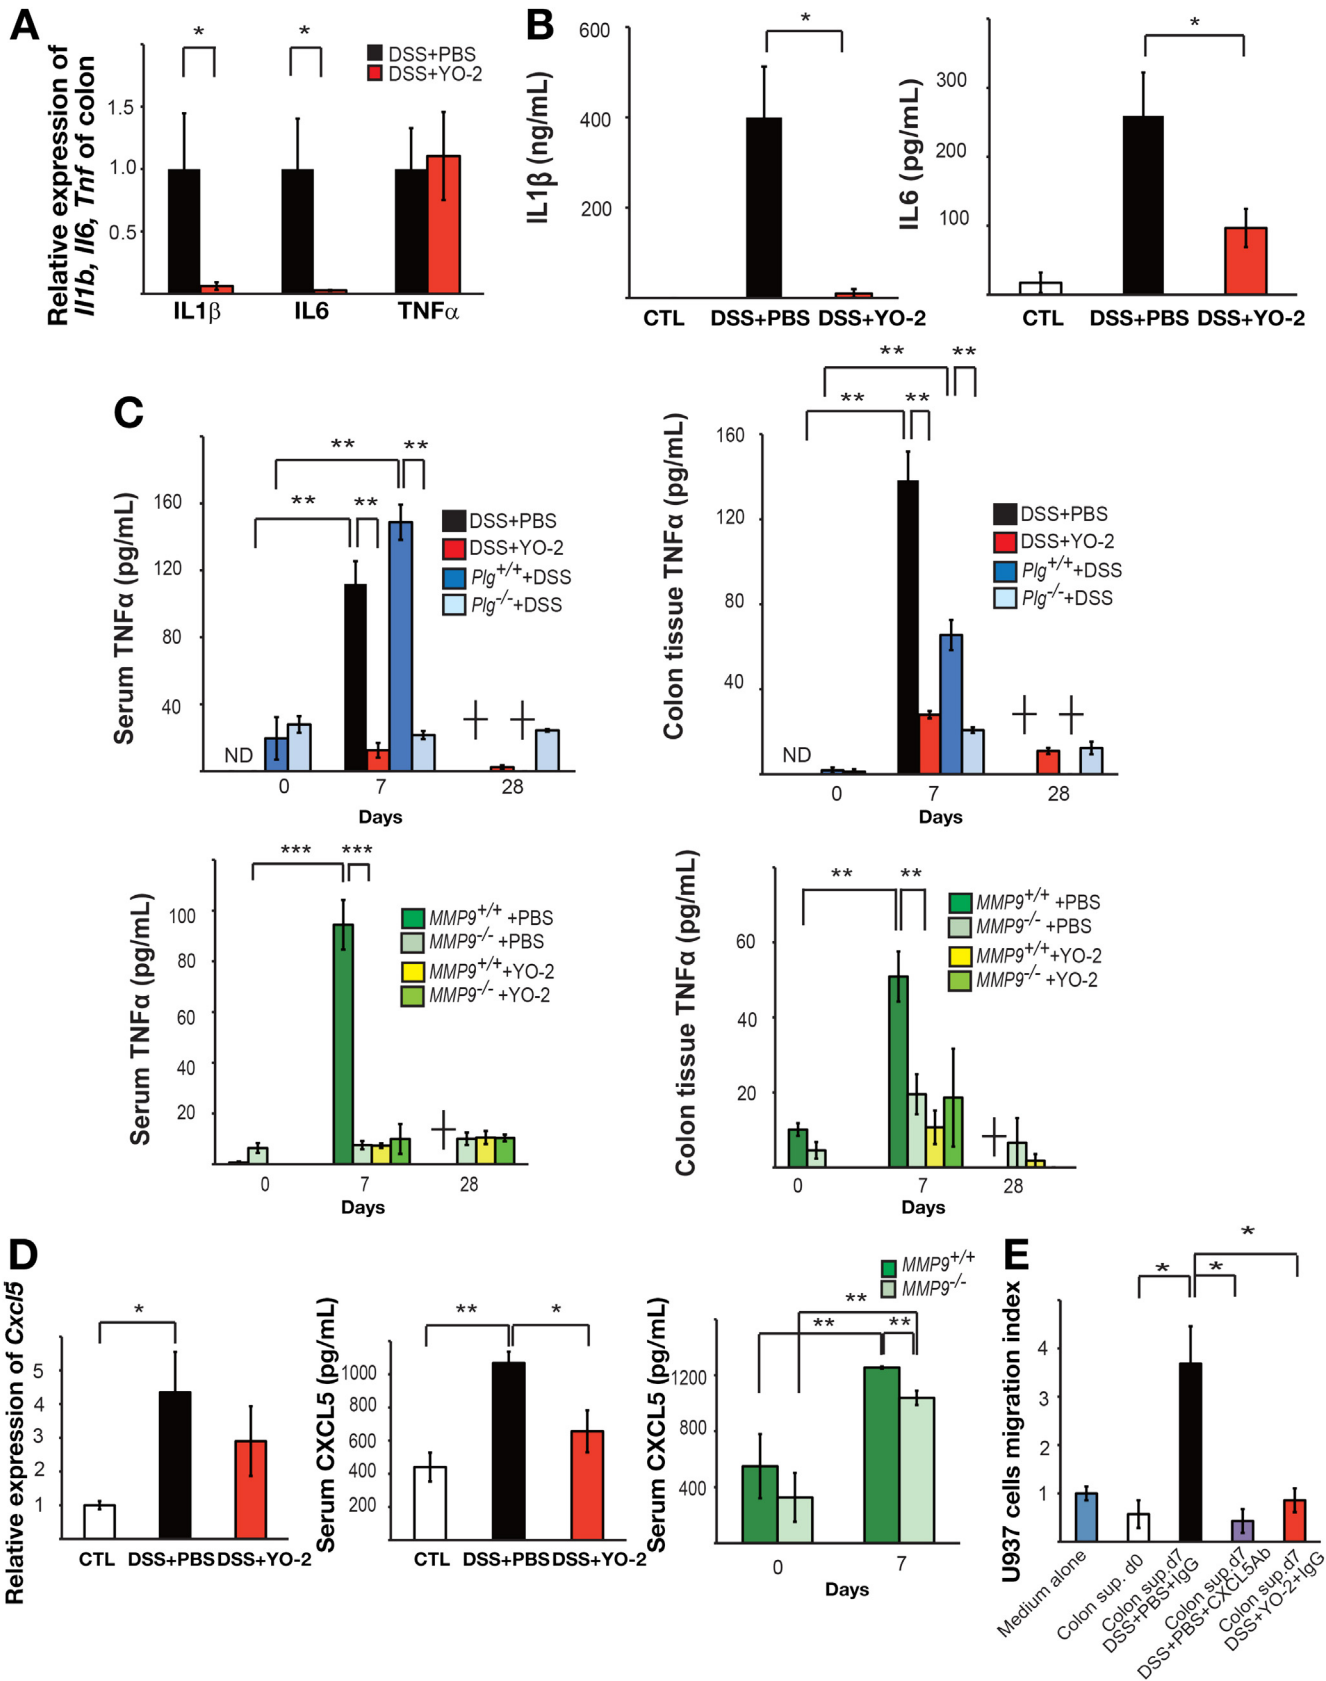 A
Relative expression of
Il1b, Il6, Tnf of colon
1.5
1.0
0.5
*
*
DSS+PBS
DSS+YO-2
IL1β
IL6
TNFα
B
IL1β (ng/mL)
600
400
200
*
CTL
DSS+PBS
DSS+YO-2
IL6 (pg/mL)
300
200
100
*
CTL
DSS+PBS
DSS+YO-2
C
Serum TNFα (pg/mL)
160
120
80
40
**
**
**
**
DSS+PBS
DSS+YO-2
Plg+/++DSS
Plg-/-+DSS
ND
0
7
28
Days
Colon tissue TNFα (pg/mL)
160
120
80
40
**
**
**
**
DSS+PBS
DSS+YO-2
Plg+/++DSS
Plg-/-+DSS
ND
0
7
28
Days
Serum TNFα (pg/mL)
100
80
60
40
20
***
***
MMP9+/+ +PBS
MMP9-/- +PBS
MMP9+/++YO-2
MMP9-/- +YO-2
0
7
28
Days
Colon tissue TNFα (pg/mL)
60
40
20
**
**
MMP9+/+ +PBS
MMP9-/- +PBS
MMP9+/++YO-2
MMP9-/- +YO-2
0
7
28
Days
D
Relative expression of Cxcl5
5
4
3
2
1
*
CTL
DSS+PBS
DSS+YO-2
Serum CXCL5 (pg/mL)
1000
800
600
400
200
**
*
CTL
DSS+PBS
DSS+YO-2
Serum CXCL5 (pg/mL)
1200
800
400
MMP9+/+
MMP9-/-
**
**
**
0
7
Days
E
U937 cells migration index
4
3
2
1
*
*
*
Medium alone
Colon sup. d0
Colon sup.d7
DSS+PBS+IgG
Colon sup.d7
DSS+PBS+CXCL5Ab
Colon sup.d7
DSS+YO-2+IgG